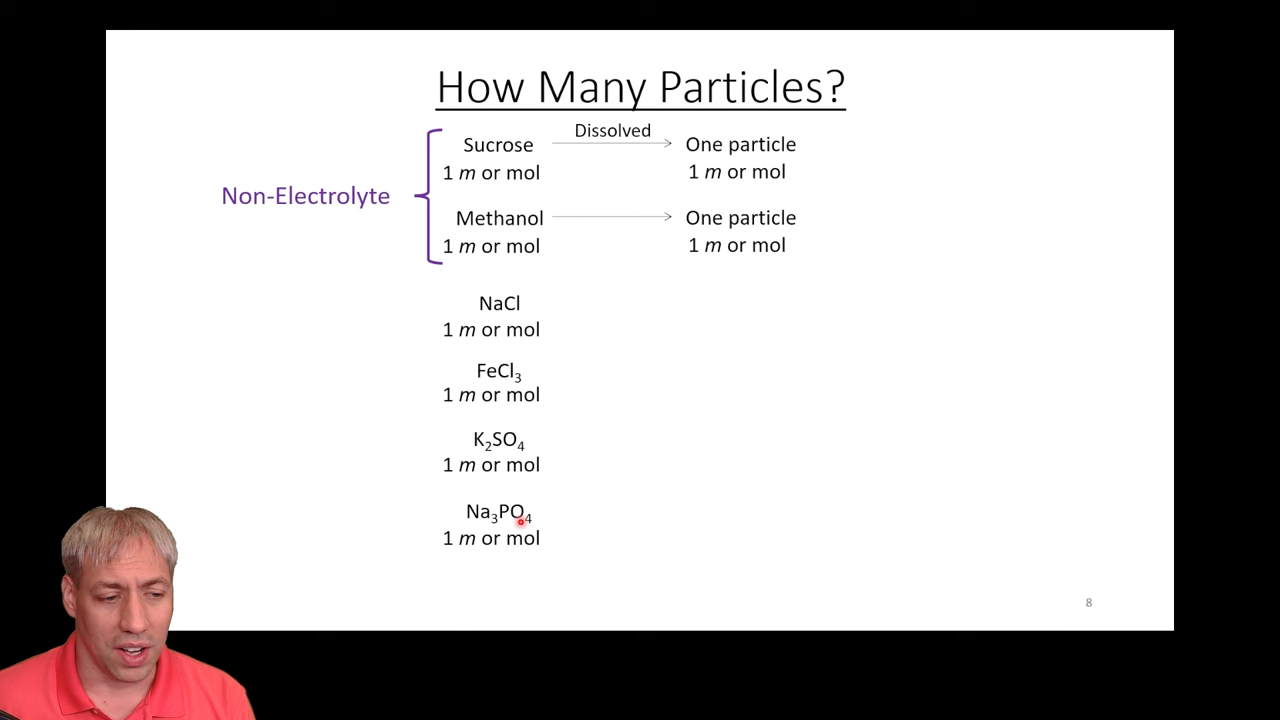 How Many Particles?
Sucrose Dissolved One particle
1 m or mol 1 m or mol
Non-Electrolyte
Methanol One particle
1 m or mol 1 m or mol
NaCl
1 m or mol
FeCl₃
1 m or mol
K₂SO₄
1 m or mol
Na₃PO₄
1 m or mol
8